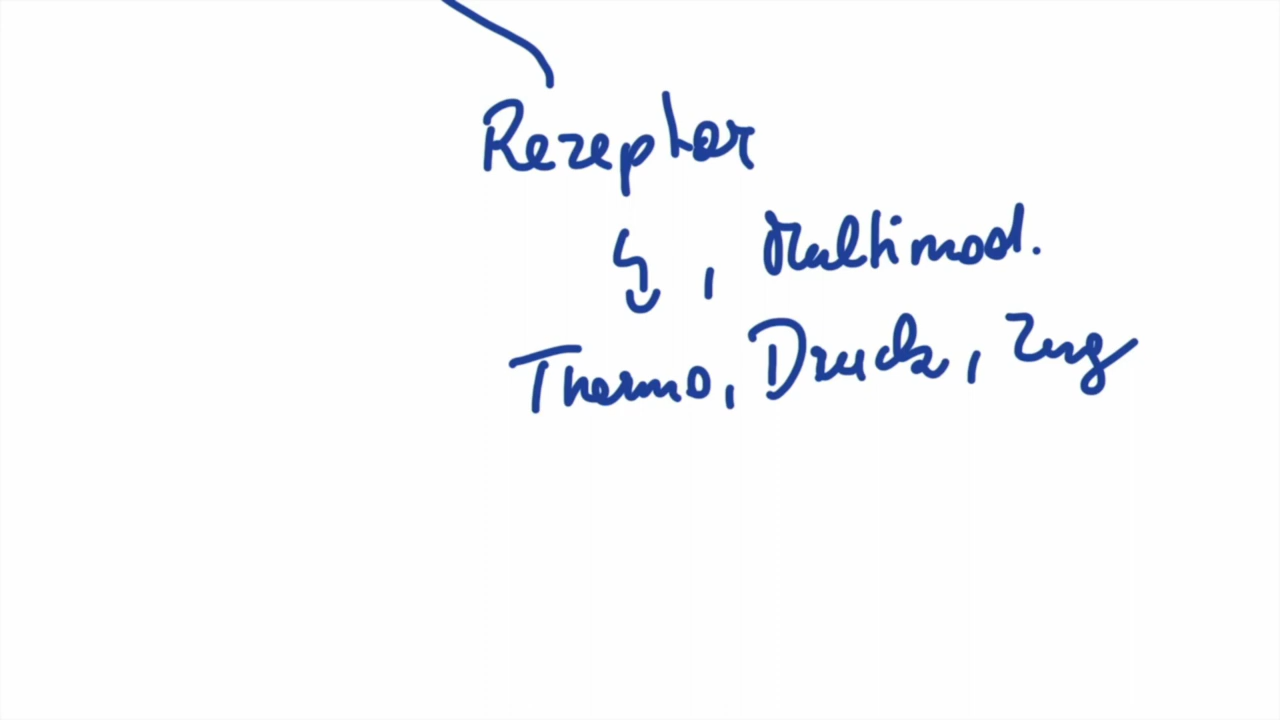 Rezeptor
↯, Multimod.
Thermo, Druck, Zug